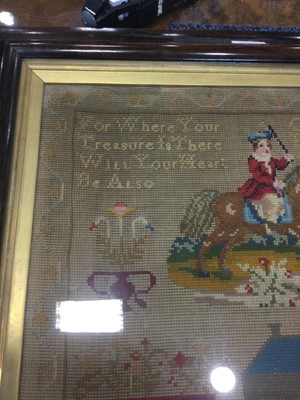 For Where Your
Treasure Is There
Will Your Heart
Be Also